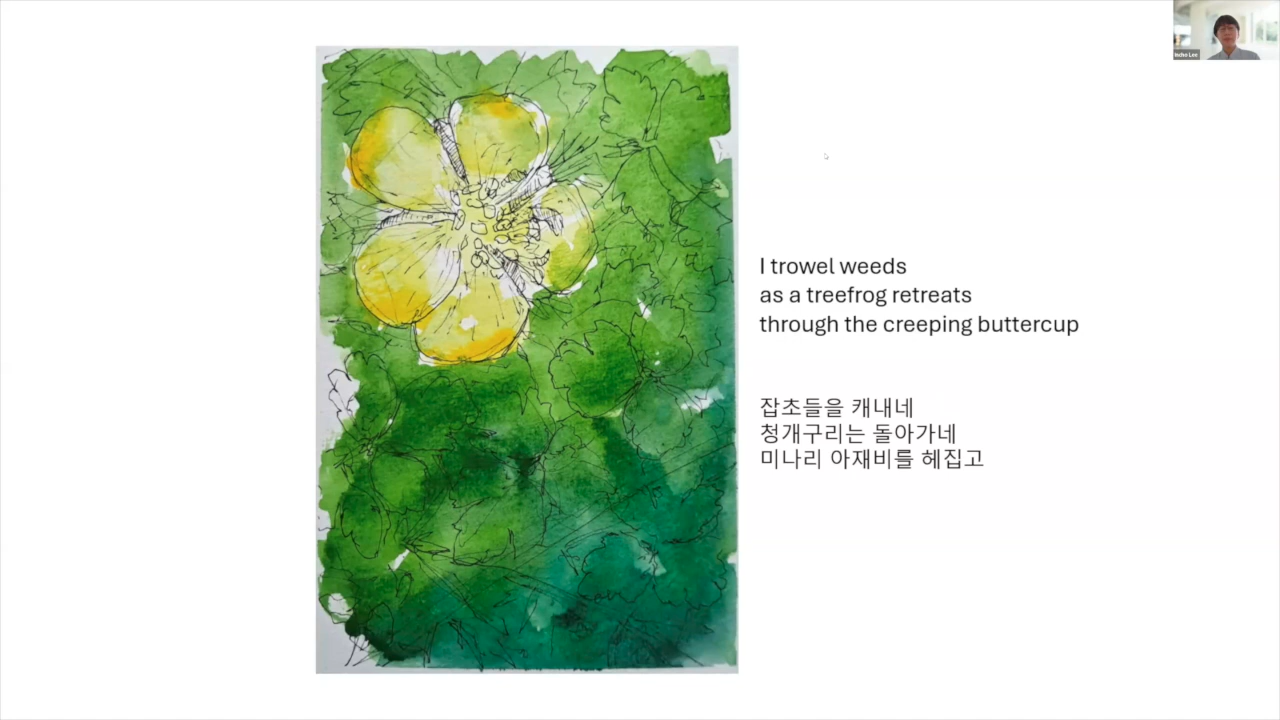 I trowel weeds
as a treefrog retreats
through the creeping buttercup
잡초들을 캐내네
청개구리는 돌아가네
미나리 아재비를 헤집고